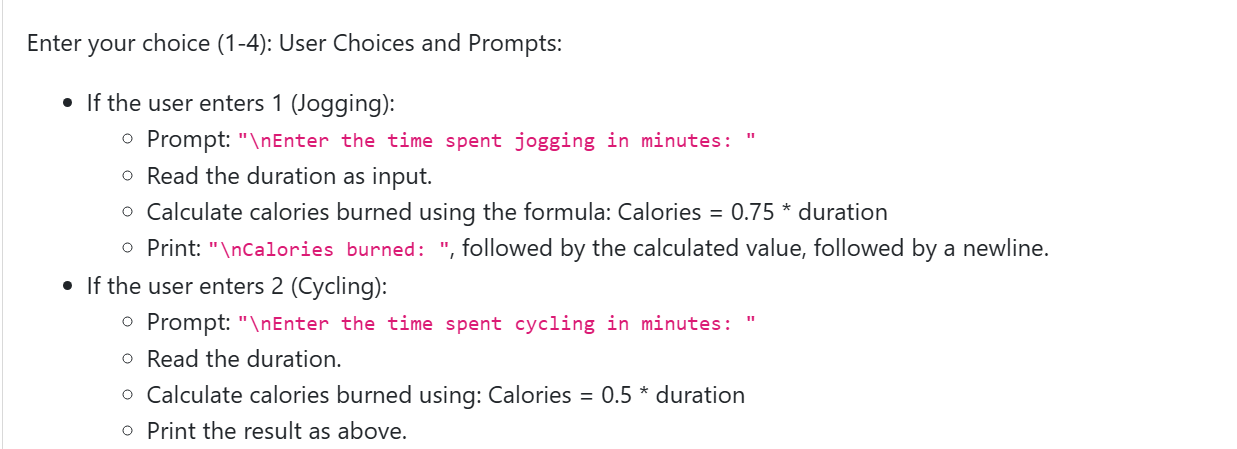 Enter your choice (1-4): User Choices and Prompts:
• If the user enters 1 (Jogging):
○ Prompt: "\nEnter the time spent jogging in minutes: "
○ Read the duration as input.
○ Calculate calories burned using the formula: Calories = 0.75 * duration
○ Print: "\nCalories burned: ", followed by the calculated value, followed by a newline.
• If the user enters 2 (Cycling):
○ Prompt: "\nEnter the time spent cycling in minutes: "
○ Read the duration.
○ Calculate calories burned using: Calories = 0.5 * duration
○ Print the result as above.